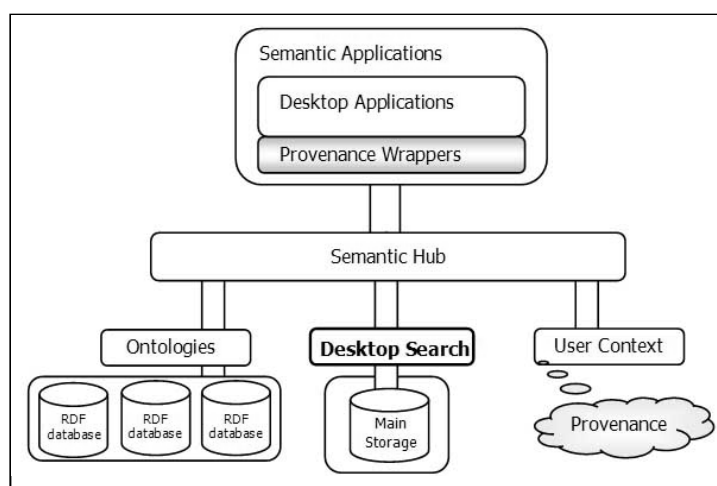 Semantic Applications
Desktop Applications
Provenance Wrappers
Semantic Hub
Ontologies
Desktop Search
User Context
RDF
database
RDF
database
RDF
database
Main
Storage
Provenance